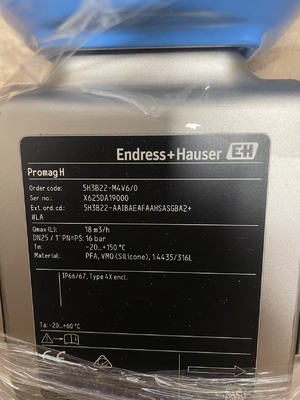 Endress+Hauser EH
Promag H
Order code: 5H3B22-M4V6/0
Ser. no.: X625DA19000
Ext. ord. cd.: 5H3B22-AAIBAEAFAAHSASGBA2+
#LA
Qmax(L): 18 m3/h
DN25 / 1" PN=PS: 16 bar
Tm: -20...+150 °C
Material: PFA, VMQ (Silicone), 1.4435/316L
IP66/67, Type 4X encl.
Ta: -20...+60°C